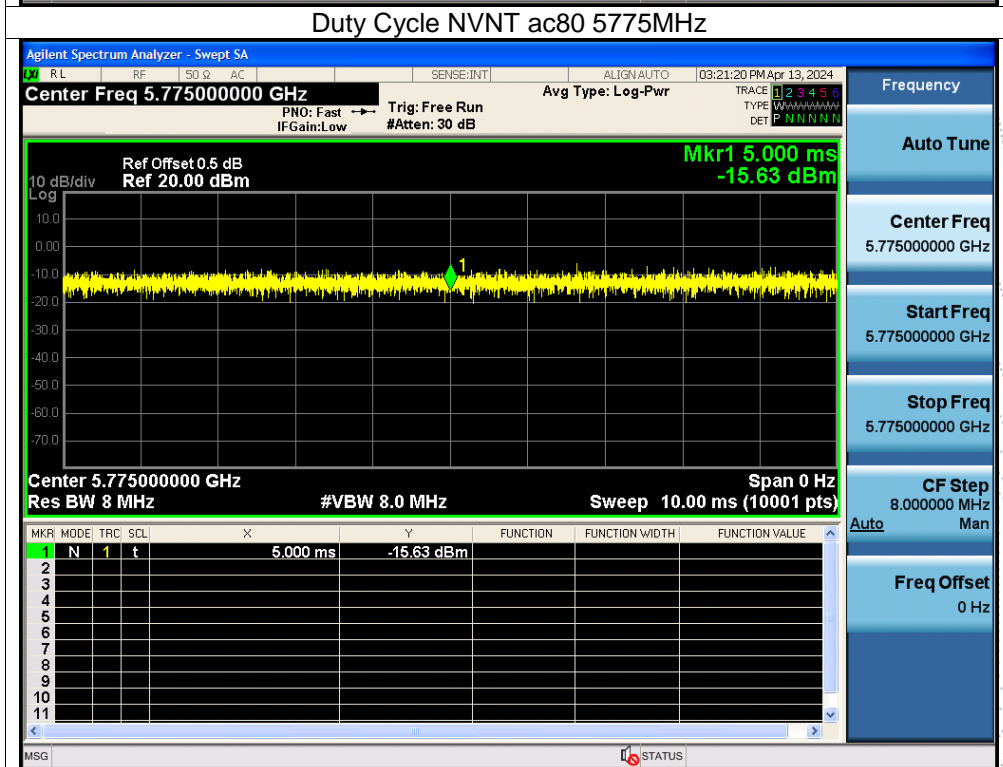 Duty Cycle NVNT ac80 5775MHz
Agilent Spectrum Analyzer - Swept SA
LXI RL RF 50 Ω AC SENSE:INT ALIGN AUTO 03:21:20 PM Apr 13, 2024
Center Freq 5.775000000 GHz Avg Type: Log-Pwr TRACE 1 2 3 4 5 6
PNO: Fast Trig: Free Run TYPE WWWWWWW
IFGain:Low #Atten: 30 dB DET P N N N N N
Mkr1 5.000 ms
-15.63 dBm
Ref Offset 0.5 dB
10 dB/div Ref 20.00 dBm
Log
10.0
0.00
-10.0
1
-20.0
-30.0
-40.0
-50.0
-60.0
-70.0
Center 5.775000000 GHz Span 0 Hz
Res BW 8 MHz #VBW 8.0 MHz Sweep 10.00 ms (10001 pts)
MKR MODE TRC SCL X Y FUNCTION FUNCTION WIDTH FUNCTION VALUE
1 N 1 t 5.000 ms -15.63 dBm
2
3
4
5
6
7
8
9
10
11
MSG STATUS
Frequency
Auto Tune
Center Freq
5.775000000 GHz
Start Freq
5.775000000 GHz
Stop Freq
5.775000000 GHz
CF Step
8.000000 MHz
Auto Man
Freq Offset
0 Hz